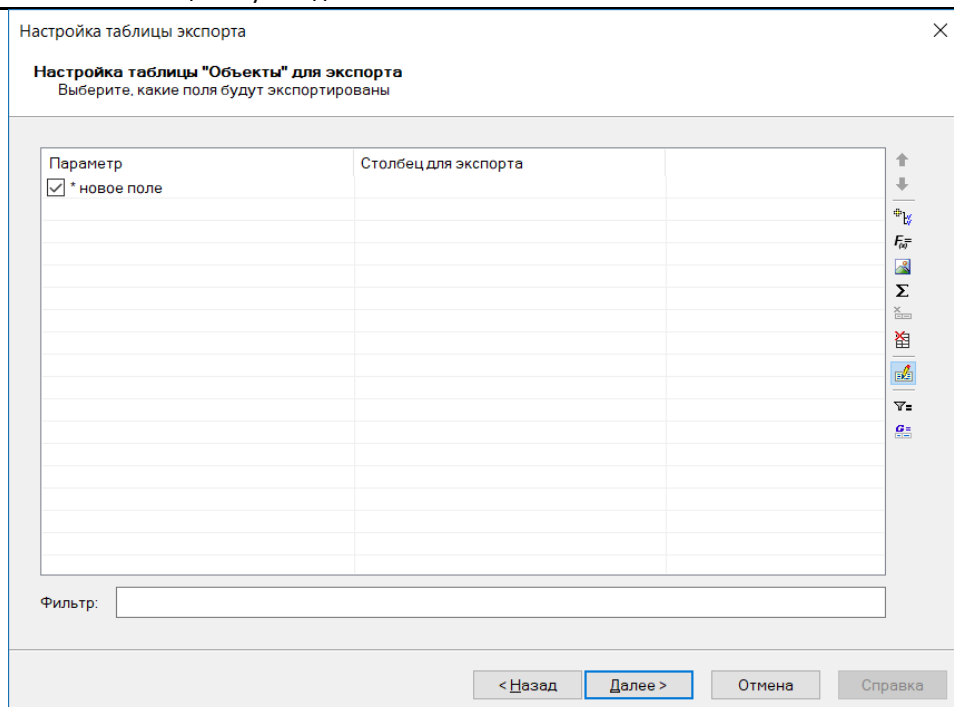 Настройка таблицы экспорта
Настройка таблицы "Объекты" для экспорта
Выберите, какие поля будут экспортированы
Параметр Столбец для экспорта
* новое поле
Фильтр:
< Назад Далее > Отмена Справка